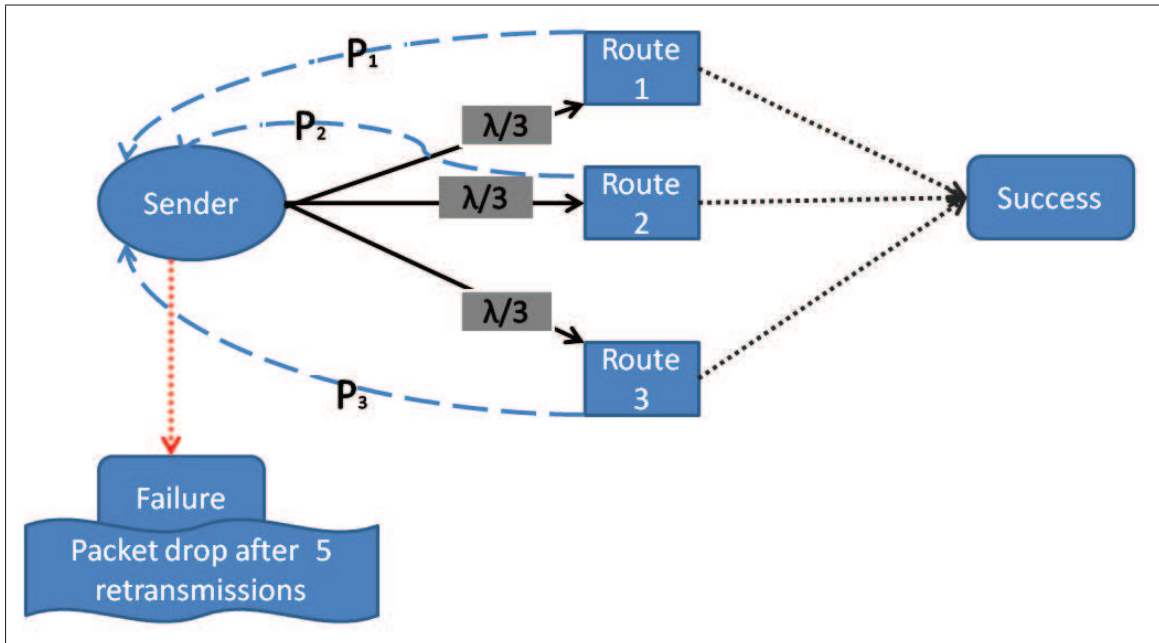 P₁
Route
1
λ/3
P₂
Sender
λ/3
Route
2
Success
λ/3
Route
3
P₃
Failure
Packet drop after 5
retransmissions